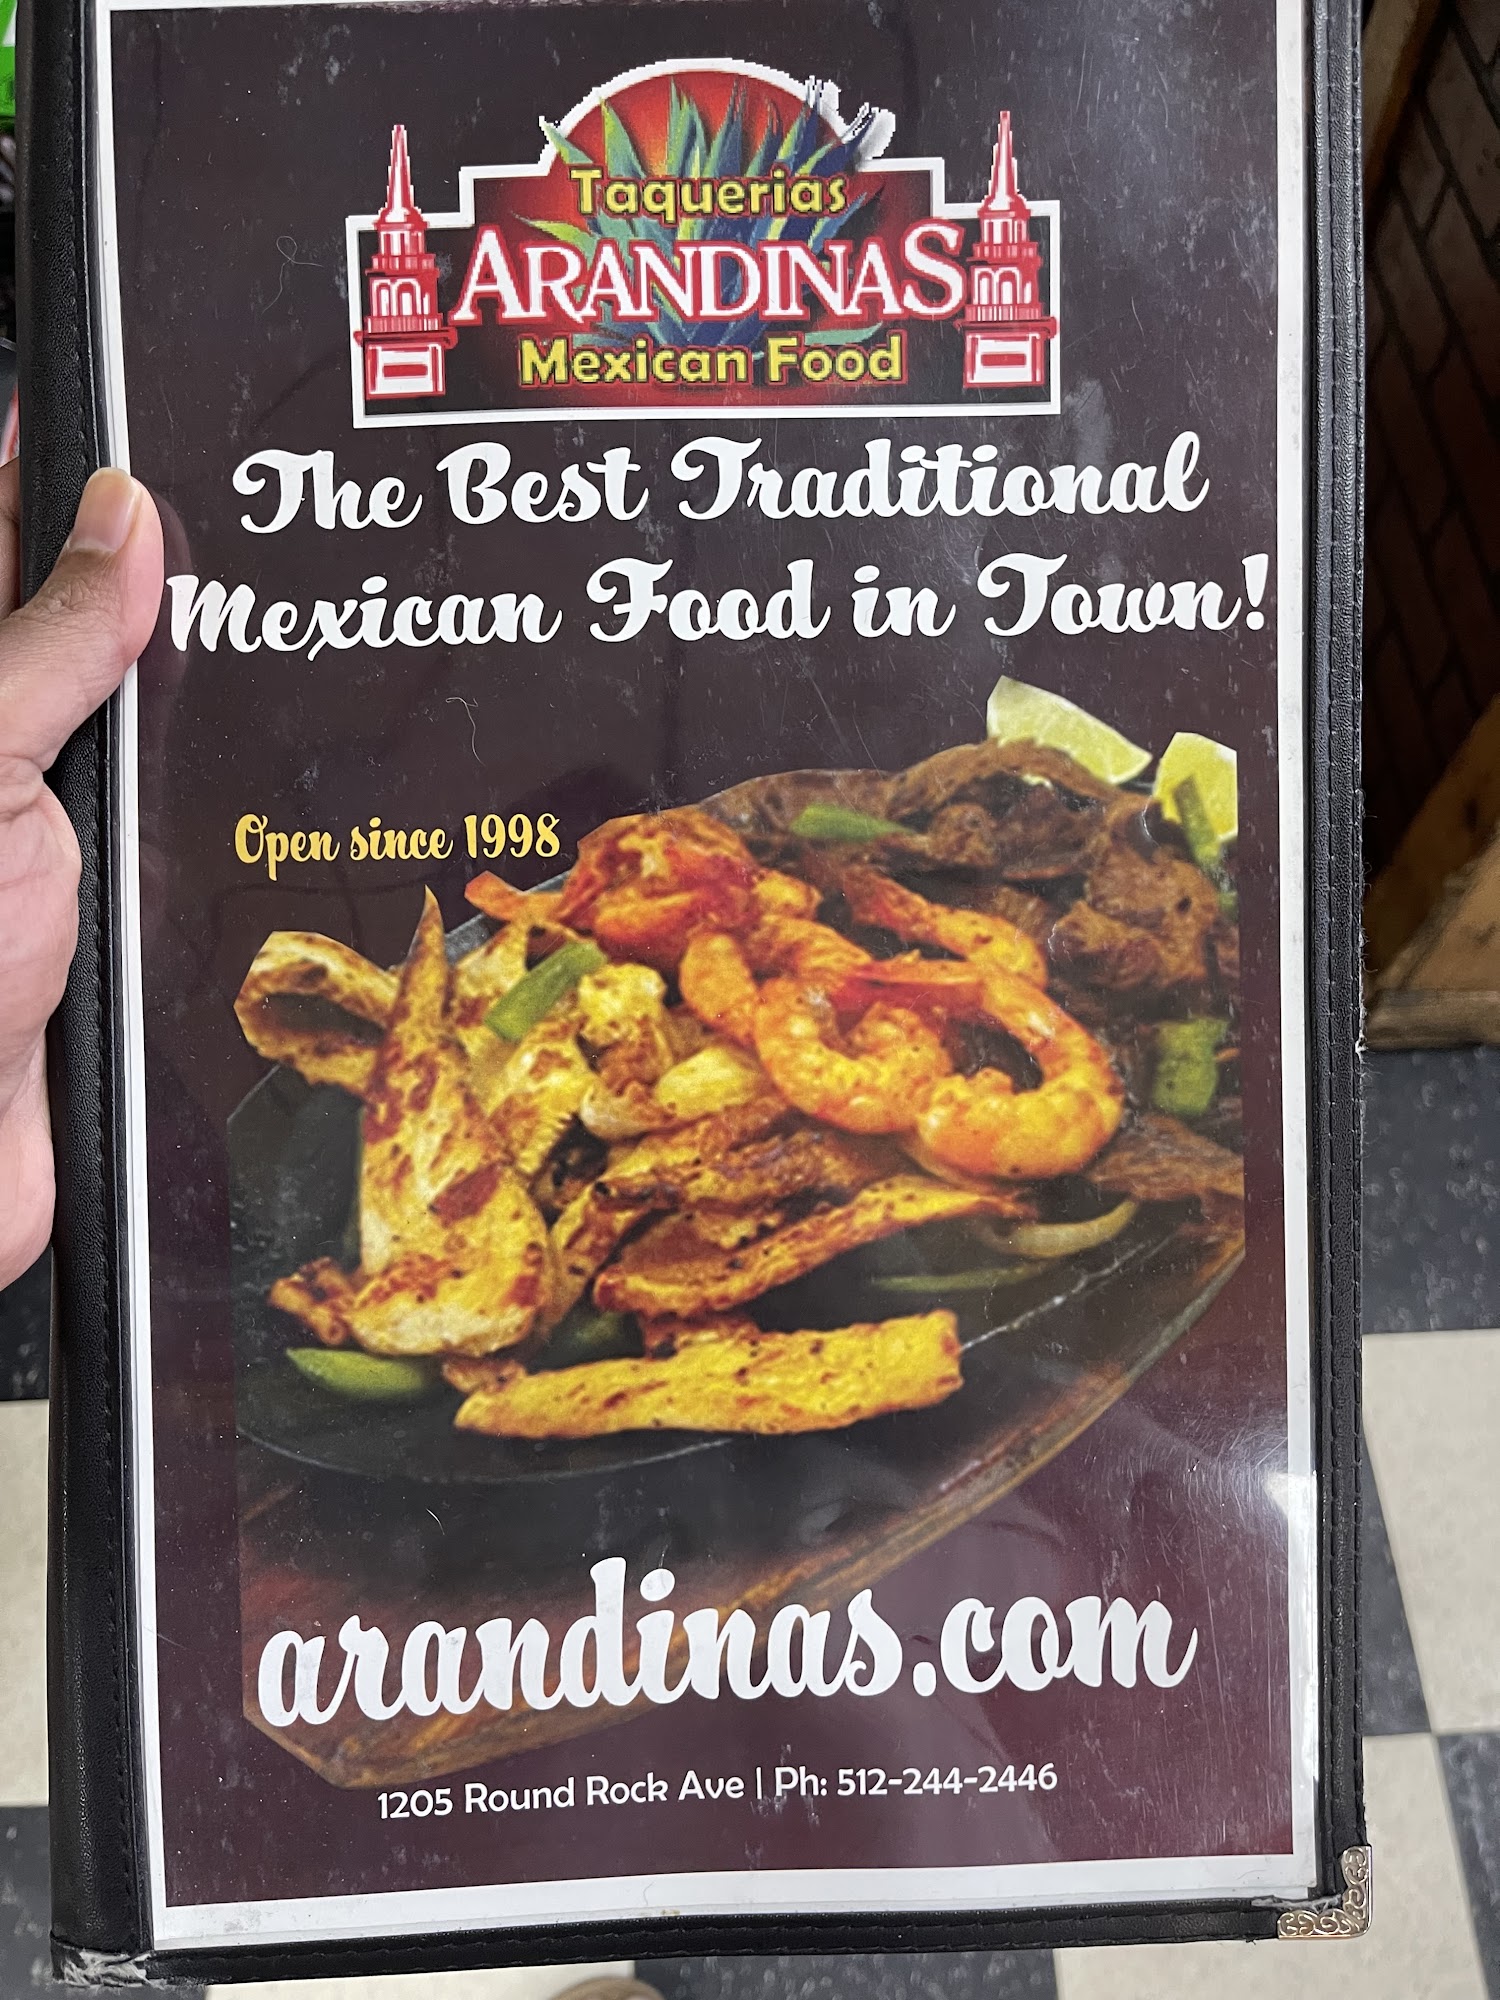 Taquerias
ARANDINAS
Mexican Food
The Best Traditional
Mexican Food in Town!
Open since 1998
arandinas.com
1205 Round Rock Ave | Ph: 512-244-2446